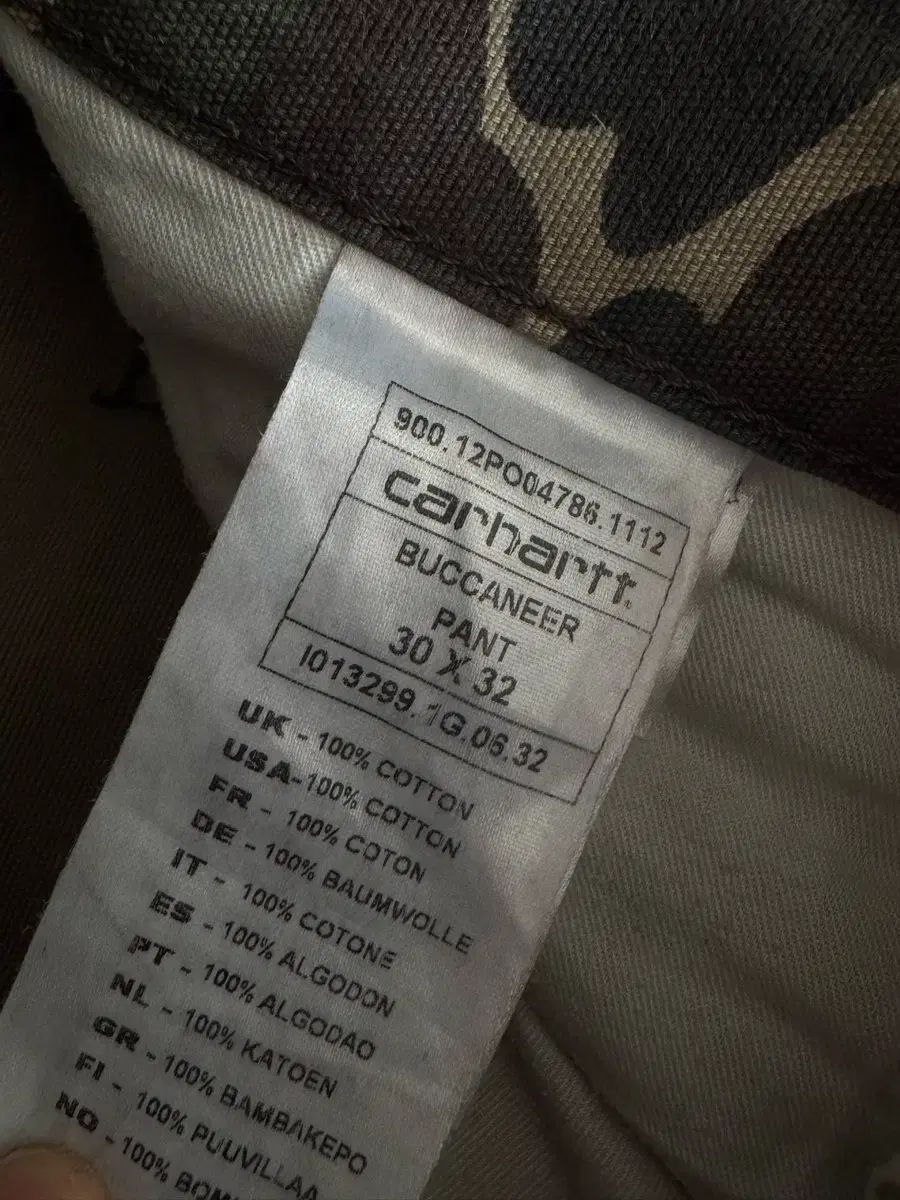 900.12PO04786.1112
carhartt
BUCCANEER
PANT
30 X 32
I013299.1G.06.32
UK - 100% COTTON
USA-100% COTTON
FR - 100% COTON
DE - 100% BAUMWOLLE
IT - 100% COTONE
ES - 100% ALGODON
PT - 100% ALGODAO
NL - 100% KATOEN
GR - 100% BAMBAKEPO
FI - 100% PUUVILLAA
NO - 100%